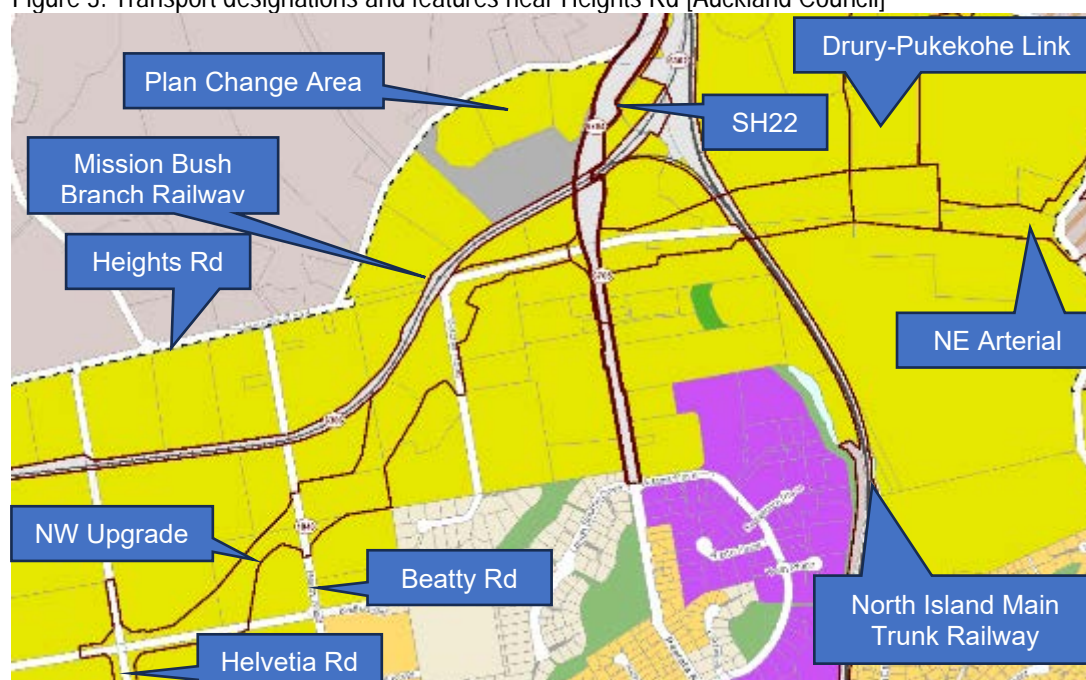 Figure 3: Transport designations and features near Heights Rd [Auckland Council]
Drury-Pukekohe Link
Plan Change Area
SH22
Mission Bush
Branch Railway
Heights Rd
NE Arterial
NW Upgrade
Beatty Rd
North Island Main
Trunk Railway
Helvetia Rd